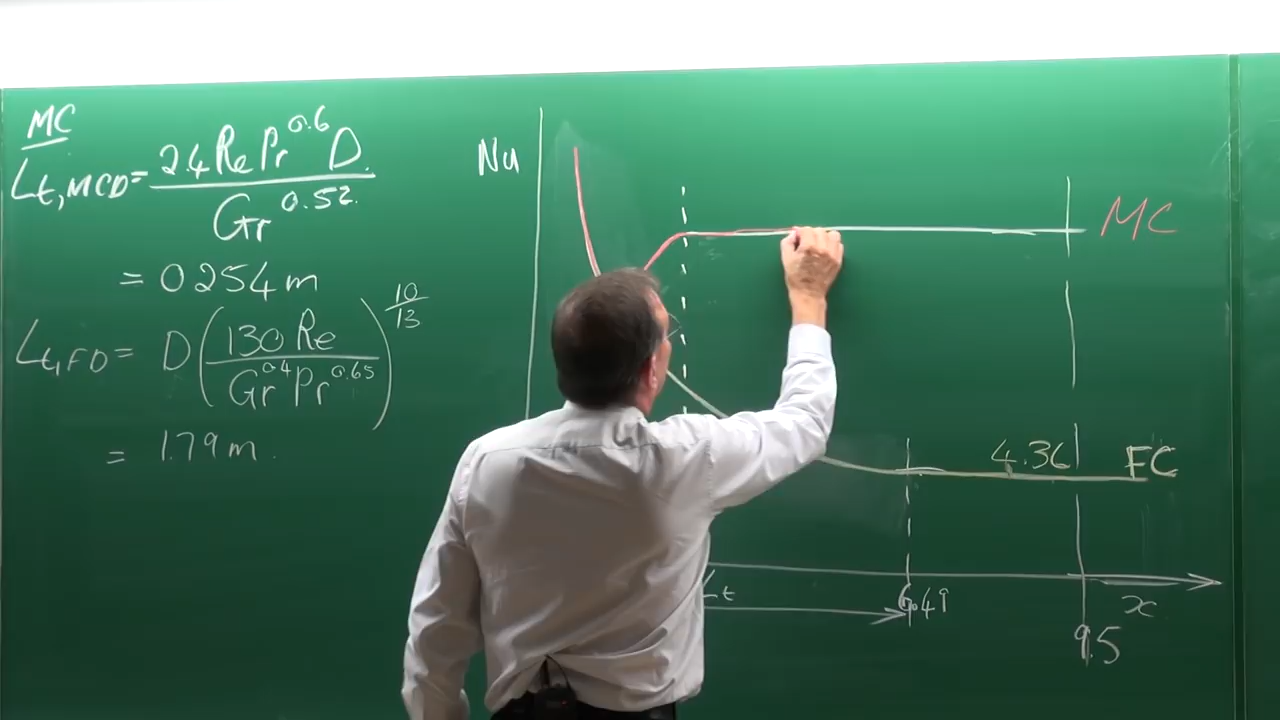 MC
Lt,MCD = 2.4 Re Pr^0.6 D / Gr^0.52
= 0.254 m
Lt,FD = D (130 Re / Gr^0.4 Pr^0.65)^10/13
= 1.79 m.
Nu
MC
4.36 FC
Lt 6.49
x
9.5